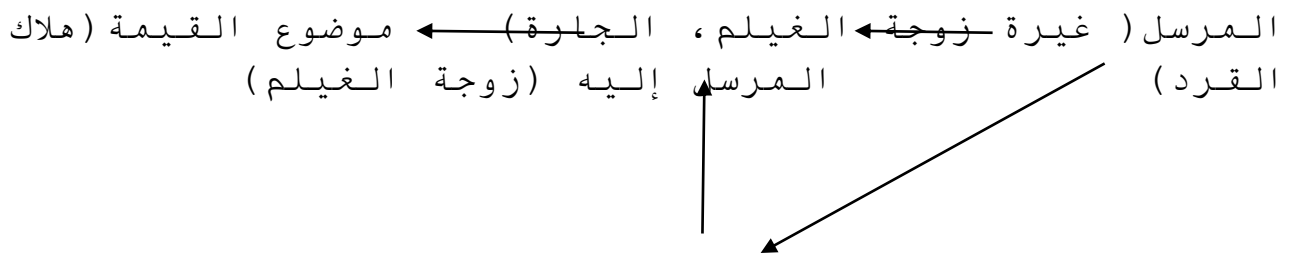 المرسل( غيرة زوجة الغيلم، الجارة) موضوع القيمة(هلاك
القرد) المرسل إليه (زوجة الغيلم)